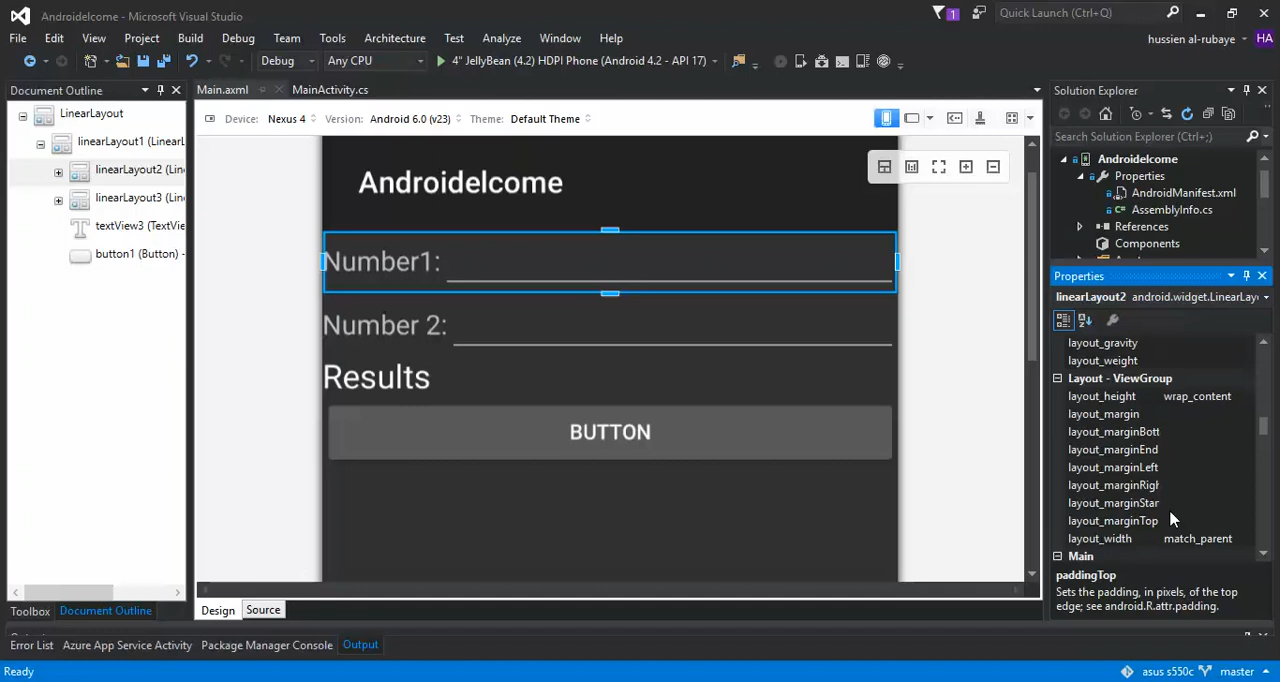 Androidelcome - Microsoft Visual Studio
1
Quick Launch (Ctrl+Q)
File Edit View Project Build Debug Team Tools Architecture Test Analyze Window Help
hussien al-rubaye
HA
Debug Any CPU 4" JellyBean (4.2) HDPI Phone (Android 4.2 - API 17)
Document Outline
Main.axml MainActivity.cs
Solution Explorer
Device: Nexus 4 Version: Android 6.0 (v23) Theme: Default Theme
Search Solution Explorer (Ctrl+;)
LinearLayout
linearLayout1 (LinearL
linearLayout2 (Lin
linearLayout3 (Lin
textView3 (TextVie
button1 (Button) -
Androidelcome
Number1:
Number 2:
Results
BUTTON
Androidelcome
Properties
AndroidManifest.xml
AssemblyInfo.cs
References
Components
Properties
linearLayout2 android.widget.LinearLay
layout_gravity
layout_weight
Layout - ViewGroup
layout_height wrap_content
layout_margin
layout_marginBott
layout_marginEnd
layout_marginLeft
layout_marginRigh
layout_marginStar
layout_marginTop
layout_width match_parent
Main
paddingTop
Sets the padding, in pixels, of the top
edge; see android.R.attr.padding.
Toolbox Document Outline
Design Source
Error List Azure App Service Activity Package Manager Console Output
Ready
asus s550c master